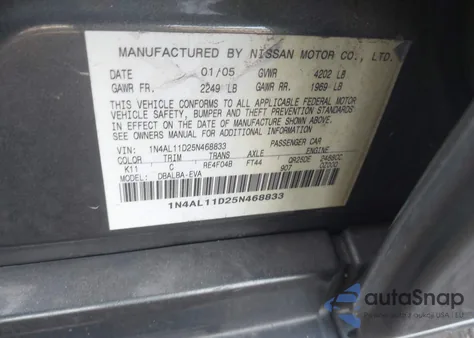 MANUFACTURED BY NISSAN MOTOR CO., LTD.
DATE 01/05 GVWR 4202 LB
GAWR FR. 2249 LB GAWR RR. 1969 LB
THIS VEHICLE CONFORMS TO ALL APPLICABLE FEDERAL MOTOR
VEHICLE SAFETY, BUMPER AND THEFT PREVENTION STANDARDS
IN EFFECT ON THE DATE OF MANUFACTURE SHOWN ABOVE.
SEE OWNERS MANUAL FOR ADDITIONAL INFORMATION.
VIN: 1N4AL11D25N468833 PASSENGER CAR
COLOR TRIM TRANS AXLE ENGINE
K11 C RE4F04B FT44 QR25DE 2488CC
MODEL: DBALBA-EVA 907
1N4AL11D25N468833
autoSnap